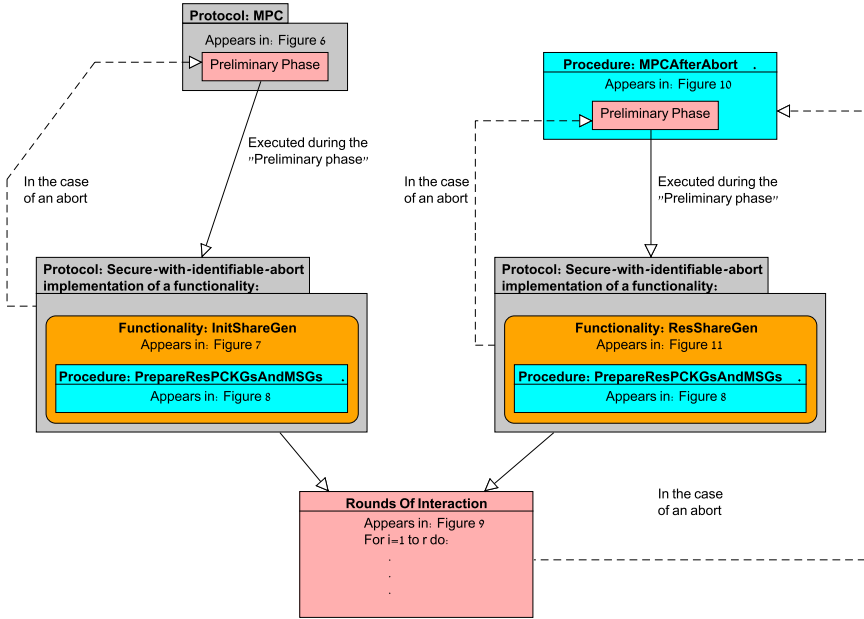 Protocol: MPC
Appears in: Figure 6
Preliminary Phase
Executed during the
"Preliminary phase"
In the case
of an abort
Protocol: Secure-with-identifiable-abort
implementation of a functionality:
Functionality: InitShareGen
Appears in: Figure 7
Procedure: PrepareResPCKGsAndMSGs .
Appears in: Figure 8
Procedure: MPCAfterAbort .
Appears in: Figure 10
Preliminary Phase
In the case
of an abort
Executed during the
"Preliminary phase"
Protocol: Secure-with-identifiable-abort
implementation of a functionality:
Functionality: ResShareGen
Appears in: Figure 11
Procedure: PrepareResPCKGsAndMSGs .
Appears in: Figure 8
Rounds Of Interaction
Appears in: Figure 9
For i=1 to r do:
.
.
.
In the case
of an abort